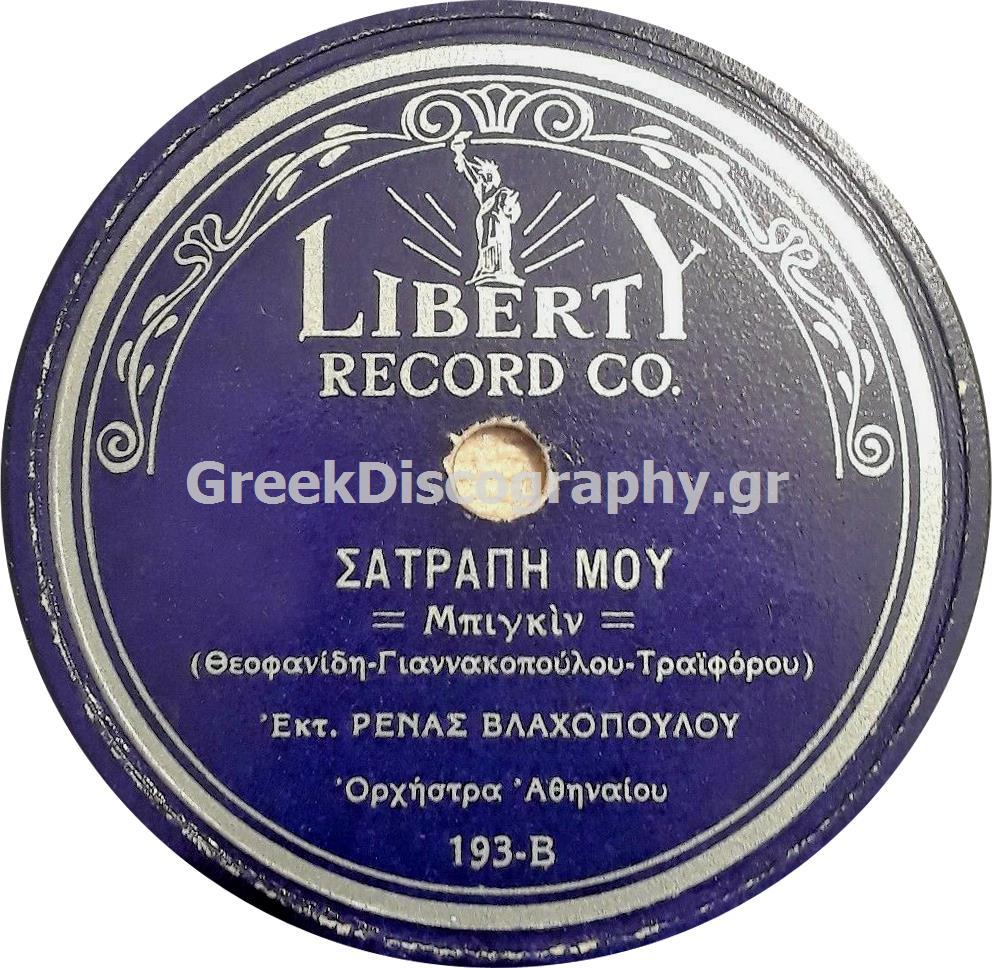 LIBERTY
RECORD CO.
GreekDiscography.gr
ΣΑΤΡΑΠΗ ΜΟΥ
= Μπιγκὶν =
(Θεοφανίδη-Γιαννακοπούλου-Τραϊφόρου)
Ἐκτ. ΡΕΝΑΣ ΒΛΑΧΟΠΟΥΛΟΥ
Ὀρχήστρα Ἀθηναίου
193-B